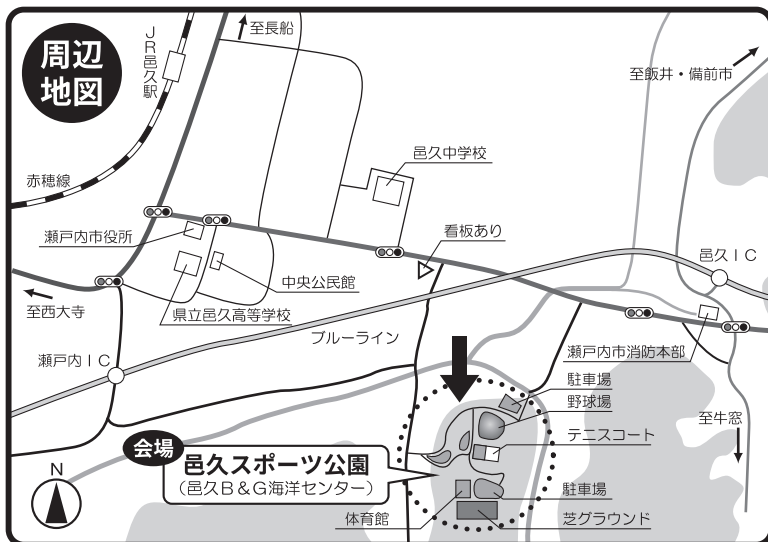 周辺
地図
JR邑久駅
至長船
至飯井・備前市
赤穂線
邑久中学校
看板あり
瀬戸内市役所
中央公民館
邑久IC
県立邑久高等学校
至西大寺
ブルーライン
瀬戸内IC
瀬戸内市消防本部
駐車場
野球場
テニスコート
至牛窓
会場
邑久スポーツ公園
(邑久B&G海洋センター)
駐車場
体育館
芝グラウンド
N